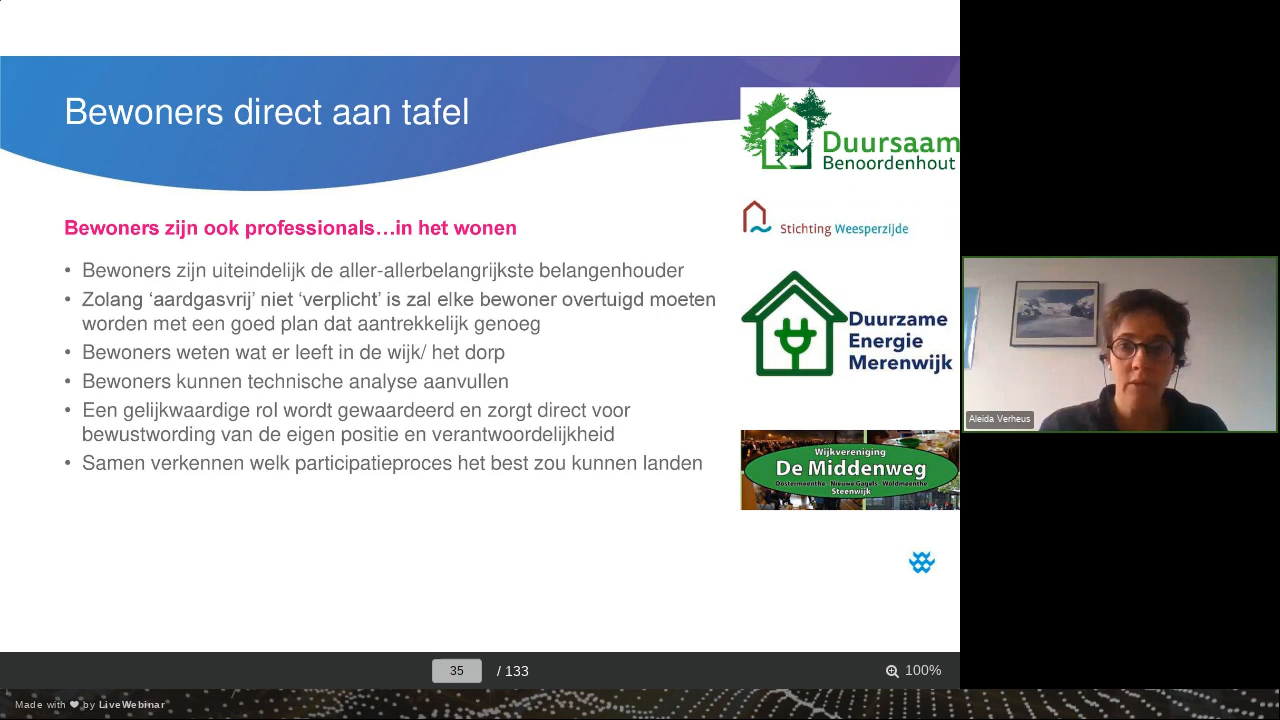 Bewoners direct aan tafel
Duursaam
Benoordenhout
Bewoners zijn ook professionals…in het wonen
Stichting Weesperzijde
• Bewoners zijn uiteindelijk de aller-allerbelangrijkste belangenhouder
• Zolang ‘aardgasvrij’ niet ‘verplicht’ is zal elke bewoner overtuigd moeten
worden met een goed plan dat aantrekkelijk genoeg
• Bewoners weten wat er leeft in de wijk/ het dorp
• Bewoners kunnen technische analyse aanvullen
• Een gelijkwaardige rol wordt gewaardeerd en zorgt direct voor
bewustwording van de eigen positie en verantwoordelijkheid
• Samen verkennen welk participatieproces het best zou kunnen landen
Duurzame
Energie
Merenwijk
Wijkvereniging
De Middenweg
Oostermeenthe - Nieuwe Gagels - Woldmeenthe
Steenwijk
Aleida Verheus
35 / 133
100%
Made with ❤ by LiveWebinar